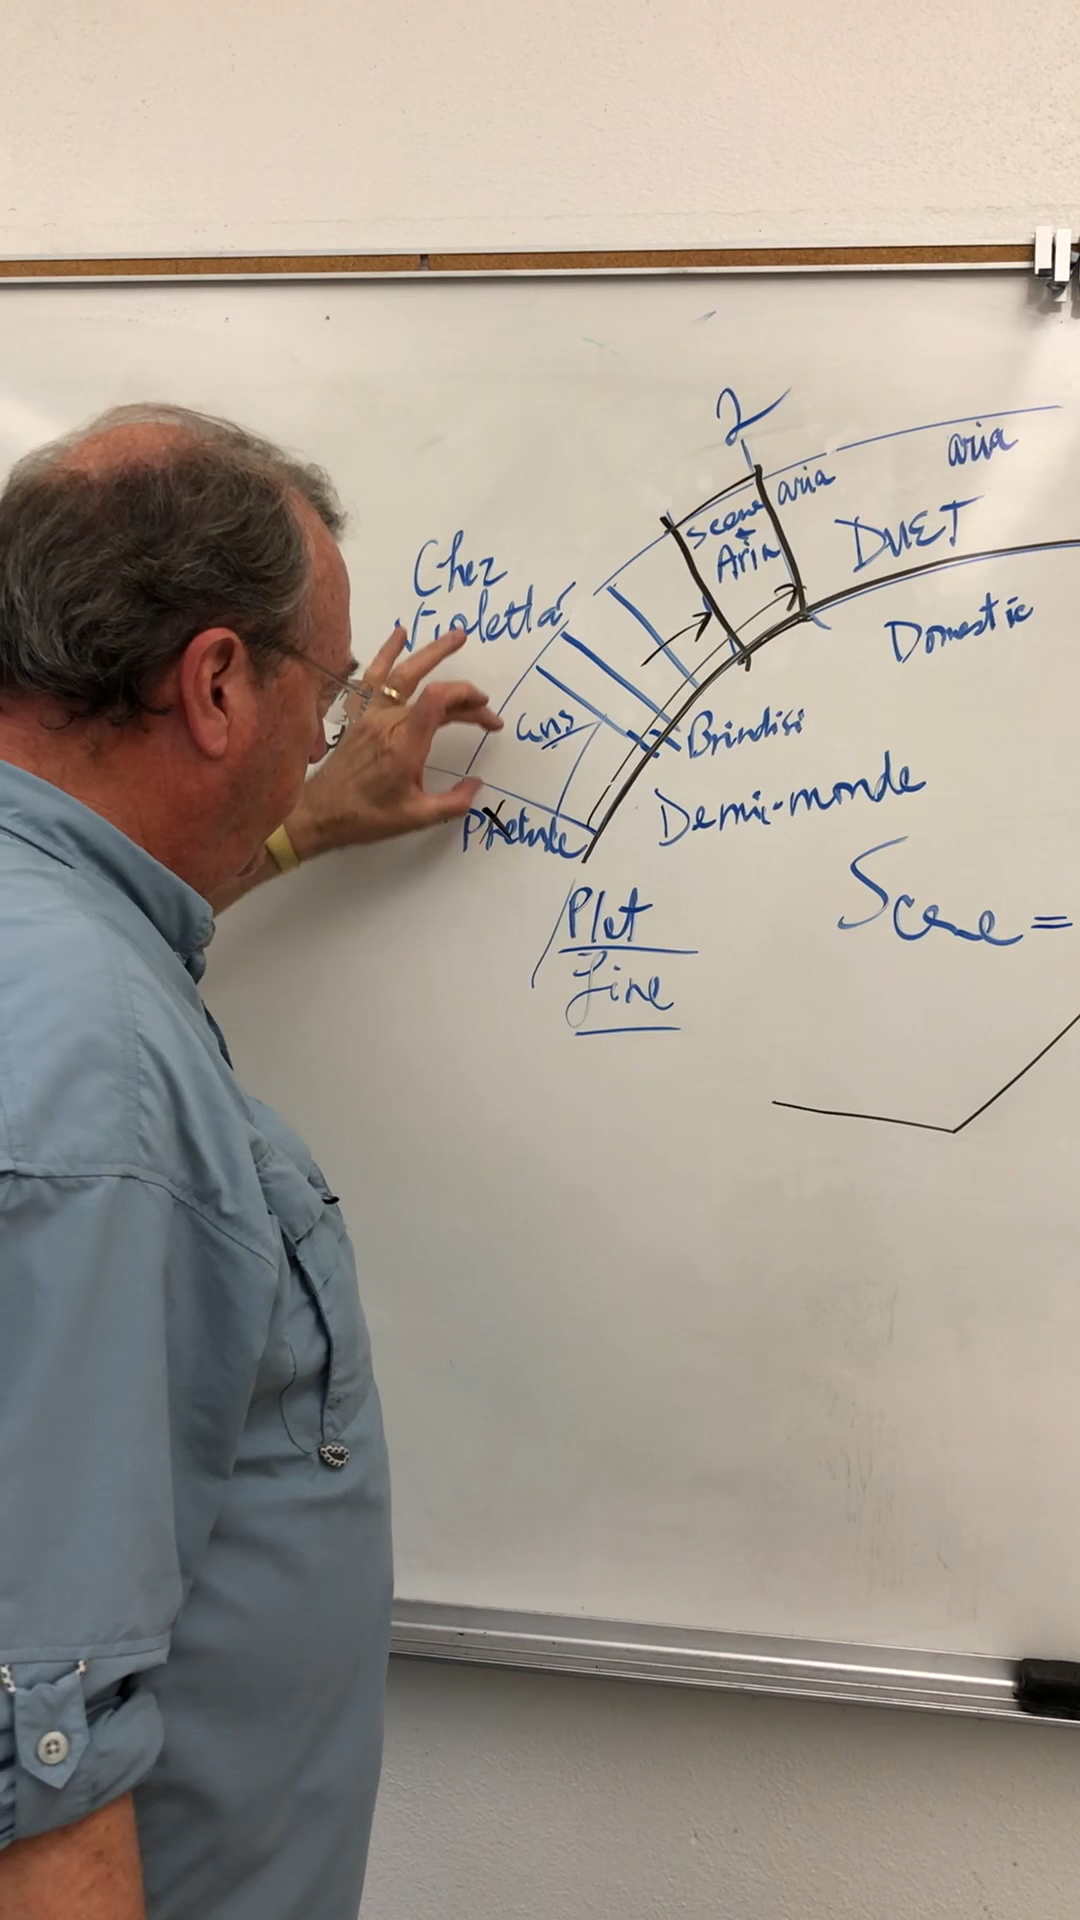 2
aria
aria
scene
+
Aria
DUET
Chez
Violetta
Domestic
Brindisi
Prelude
Demi-monde
Scene =
Plot
Line